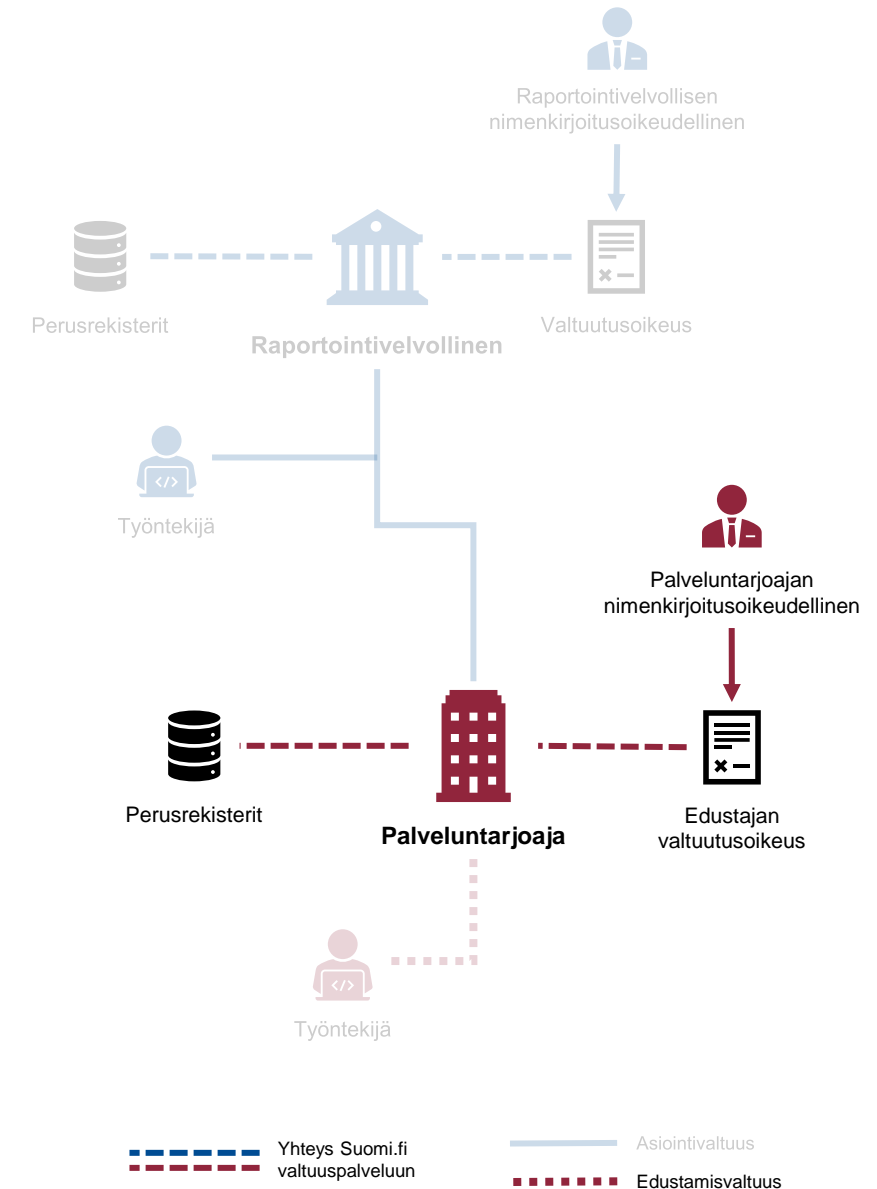 Raportointivelvollisen
nimenkirjoitusoikeudellinen
Perusrekisterit
Raportointivelvollinen
Valtuutusoikeus
</>
Työntekijä
Palveluntarjoajan
nimenkirjoitusoikeudellinen
Perusrekisterit
Palveluntarjoaja
Edustajan
valtuutusoikeus
</>
Työntekijä
Yhteys Suomi.fi
valtuuspalveluun
Asiointivaltuus
Edustamisvaltuus